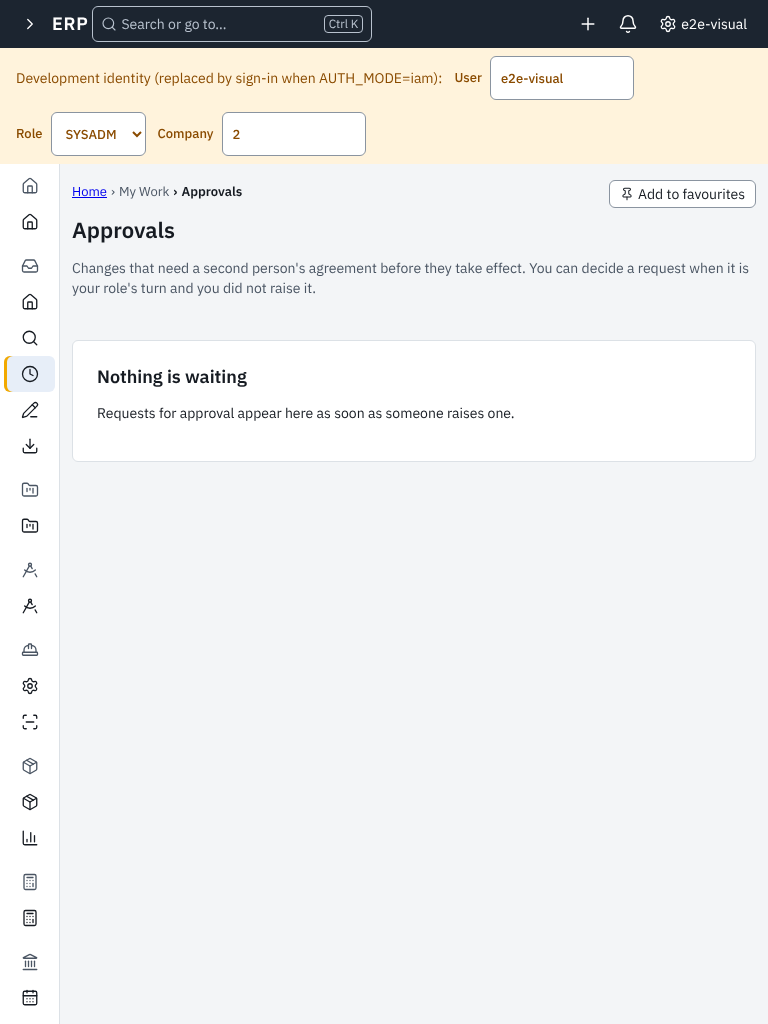 ERP
Search or go to...
Ctrl K
e2e-visual
Development identity (replaced by sign-in when AUTH_MODE=iam):
User
e2e-visual
Role
SYSADM
Company
2
Home › My Work › Approvals
Add to favourites
Approvals
Changes that need a second person's agreement before they take effect. You can decide a request when it is
your role's turn and you did not raise it.
Nothing is waiting
Requests for approval appear here as soon as someone raises one.